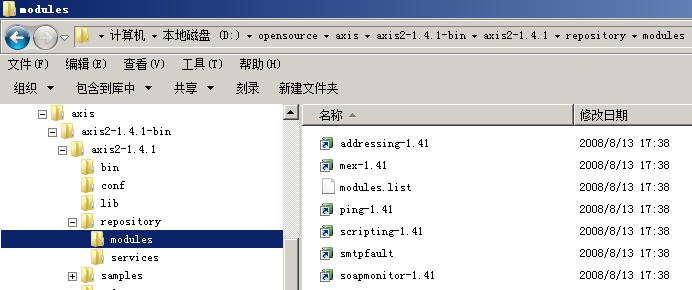 modules
计算机 本地磁盘 (D:) opensource axis axis2-1.4.1-bin axis2-1.4.1 repository modules
文件(F) 编辑(E) 查看(V) 工具(T) 帮助(H)
组织 包含到库中 共享 刻录 新建文件夹
axis
axis2-1.4.1-bin
axis2-1.4.1
bin
conf
lib
repository
modules
services
samples
名称 修改日期
addressing-1.41 2008/8/13 17:38
mex-1.41 2008/8/13 17:38
modules.list 2008/8/13 17:38
ping-1.41 2008/8/13 17:38
scripting-1.41 2008/8/13 17:38
smtpfault 2008/8/13 17:38
soapmonitor-1.41 2008/8/13 17:38